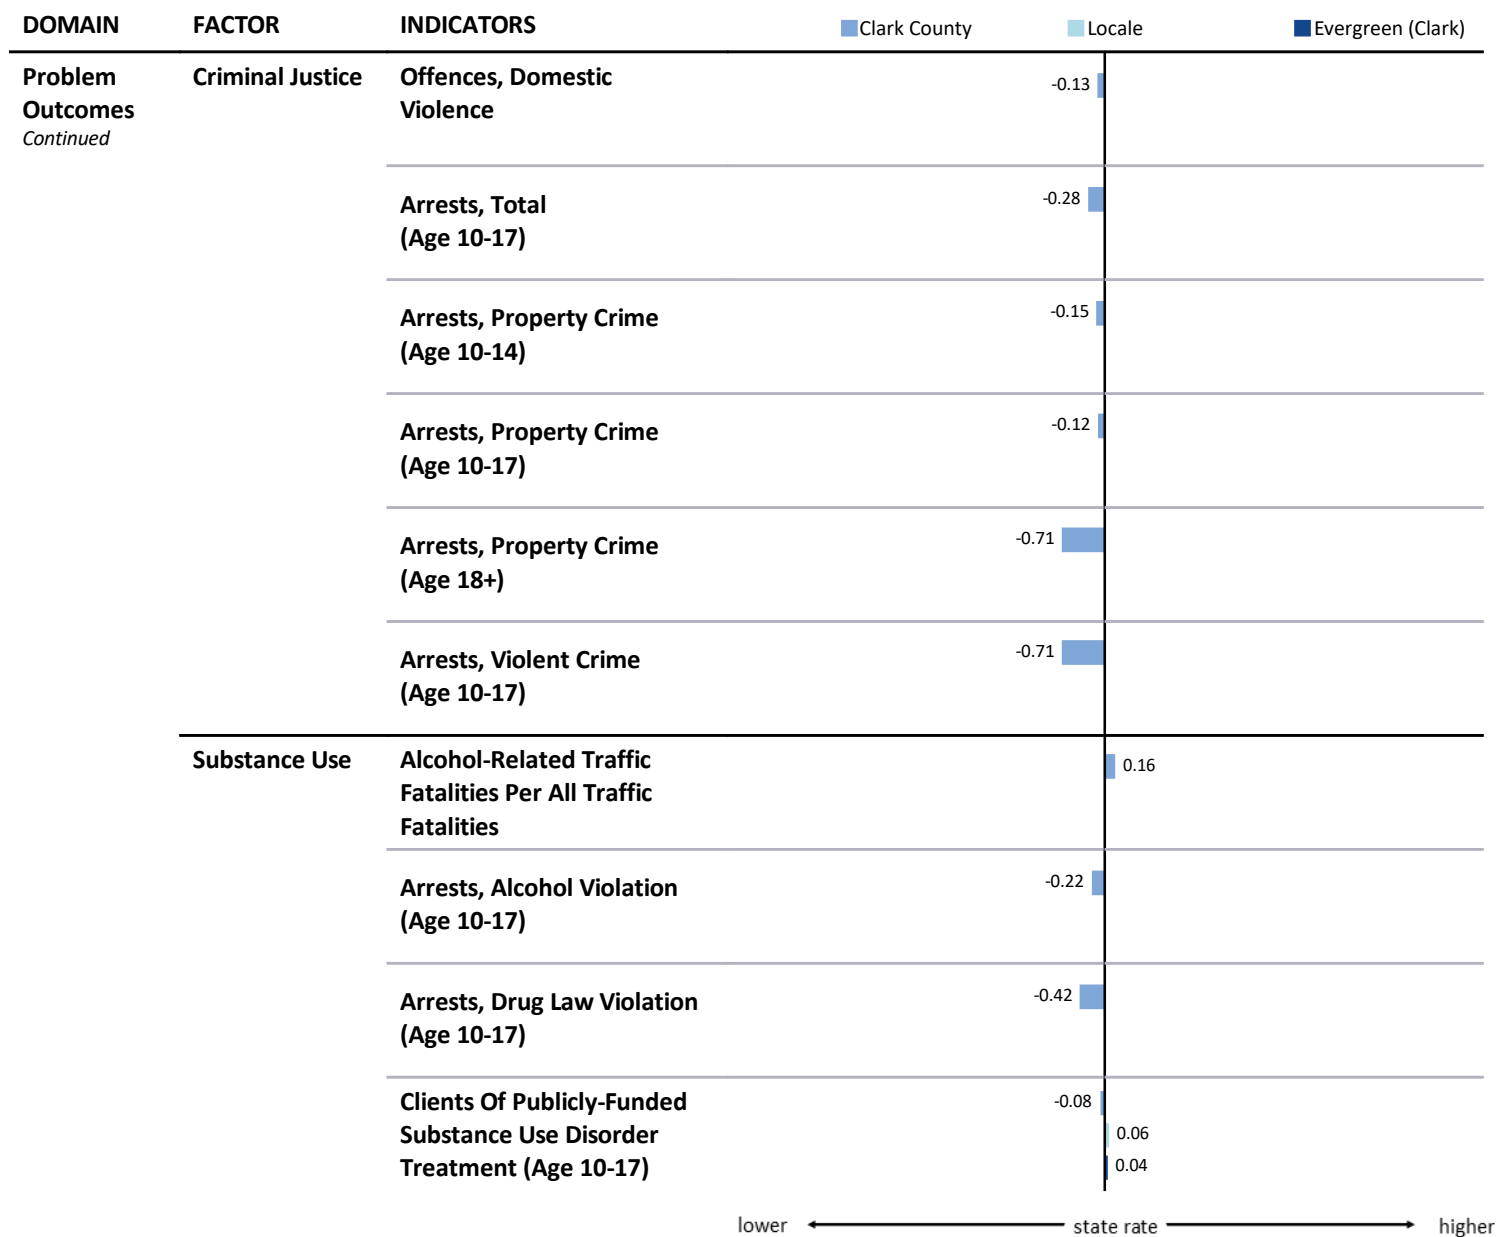 DOMAIN FACTOR INDICATORS Clark County Locale Evergreen (Clark)
Problem Outcomes Continued
Criminal Justice
Offences, Domestic
Violence
-0.13
Arrests, Total
(Age 10-17)
-0.28
Arrests, Property Crime
(Age 10-14)
-0.15
Arrests, Property Crime
(Age 10-17)
-0.12
Arrests, Property Crime
(Age 18+)
-0.71
Arrests, Violent Crime
(Age 10-17)
-0.71
Substance Use
Alcohol-Related Traffic
Fatalities Per All Traffic
Fatalities
0.16
Arrests, Alcohol Violation
(Age 10-17)
-0.22
Arrests, Drug Law Violation
(Age 10-17)
-0.42
Clients Of Publicly-Funded
Substance Use Disorder
Treatment (Age 10-17)
-0.08
0.06
0.04
lower state rate higher